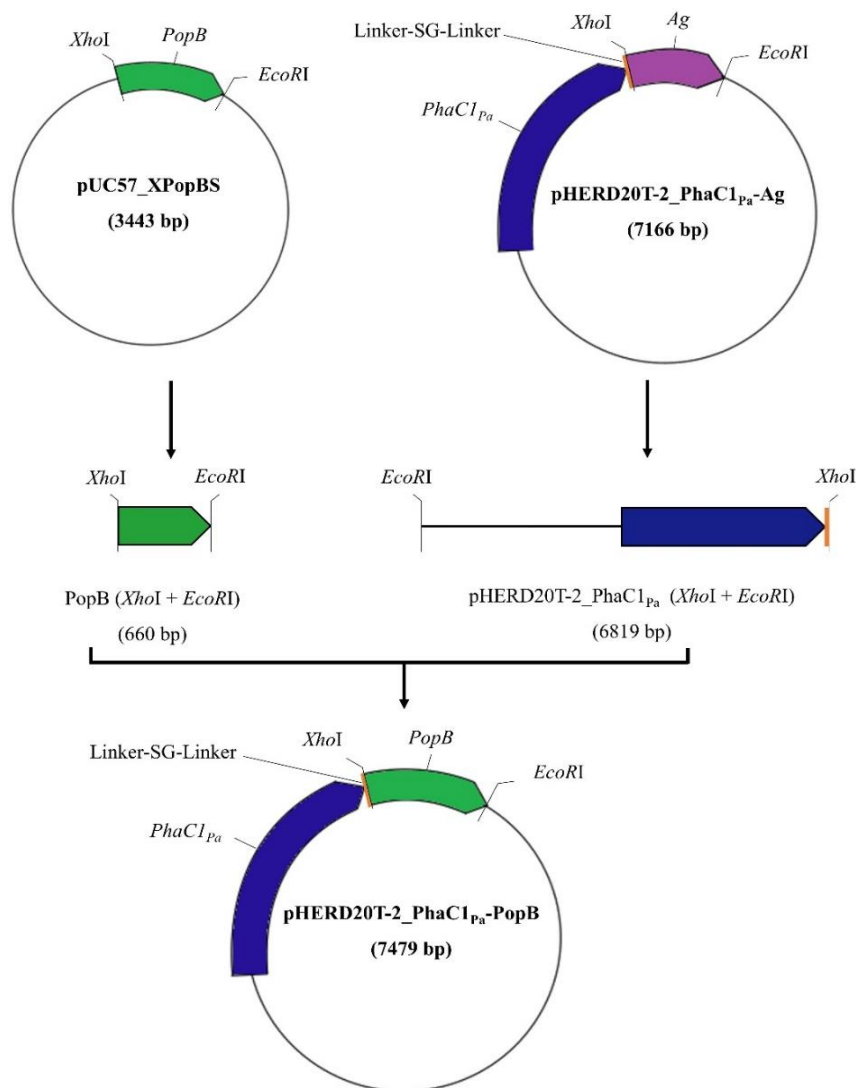 XhoI
PopB
EcoRI
pUC57_XPopBS
(3443 bp)
Linker-SG-Linker
XhoI
Ag
EcoRI
PhaC1Pa
pHERD20T-2_PhaC1Pa-Ag
(7166 bp)
XhoI
EcoRI
PopB (XhoI + EcoRI)
(660 bp)
EcoRI
XhoI
pHERD20T-2_PhaC1Pa (XhoI + EcoRI)
(6819 bp)
Linker-SG-Linker
XhoI
PopB
EcoRI
PhaC1Pa
pHERD20T-2_PhaC1Pa-PopB
(7479 bp)